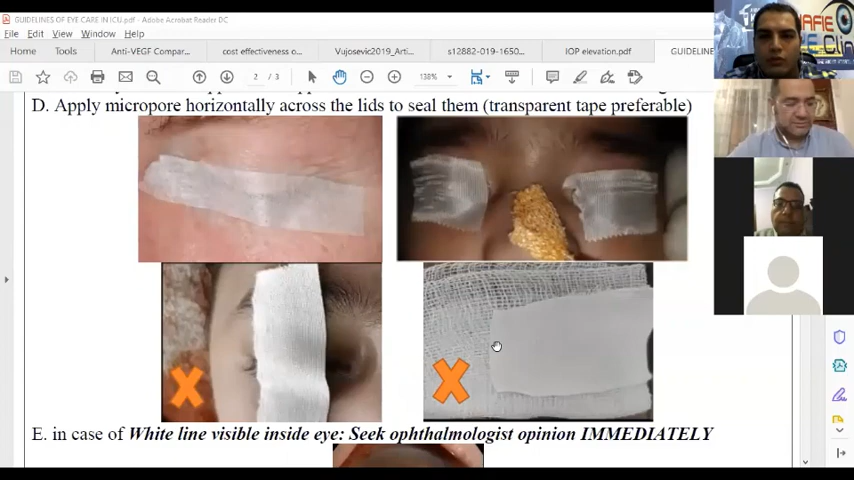 GUIDELINES OF EYE CARE IN ICU.pdf - Adobe Acrobat Reader DC
File Edit View Window Help
Home Tools Anti-VEGF Compar... cost effectiveness o... Vujosevic2019_Arti... s12882-019-1650... IOP elevation.pdf GUIDELINE
2 / 3 138%
D. Apply micropore horizontally across the lids to seal them (transparent tape preferable)
E. in case of White line visible inside eye: Seek ophthalmologist opinion IMMEDIATELY